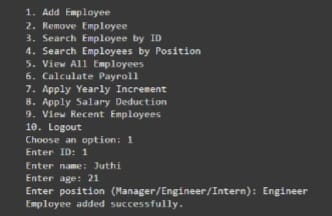 1. Add Employee
2. Remove Employee
3. Search Employee by ID
4. Search Employees by Position
5. View All Employees
6. Calculate Payroll
7. Apply Yearly Increment
8. Apply Salary Deduction
9. View Recent Employees
10. Logout
Choose an option: 1
Enter ID: 1
Enter name: Juthi
Enter age: 21
Enter position (Manager/Engineer/Intern): Engineer
Employee added successfully.